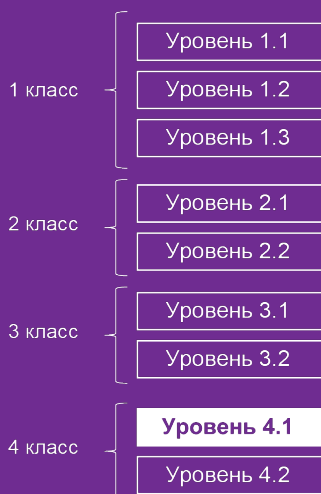 1 класс
Уровень 1.1
Уровень 1.2
Уровень 1.3
2 класс
Уровень 2.1
Уровень 2.2
3 класс
Уровень 3.1
Уровень 3.2
4 класс
Уровень 4.1
Уровень 4.2